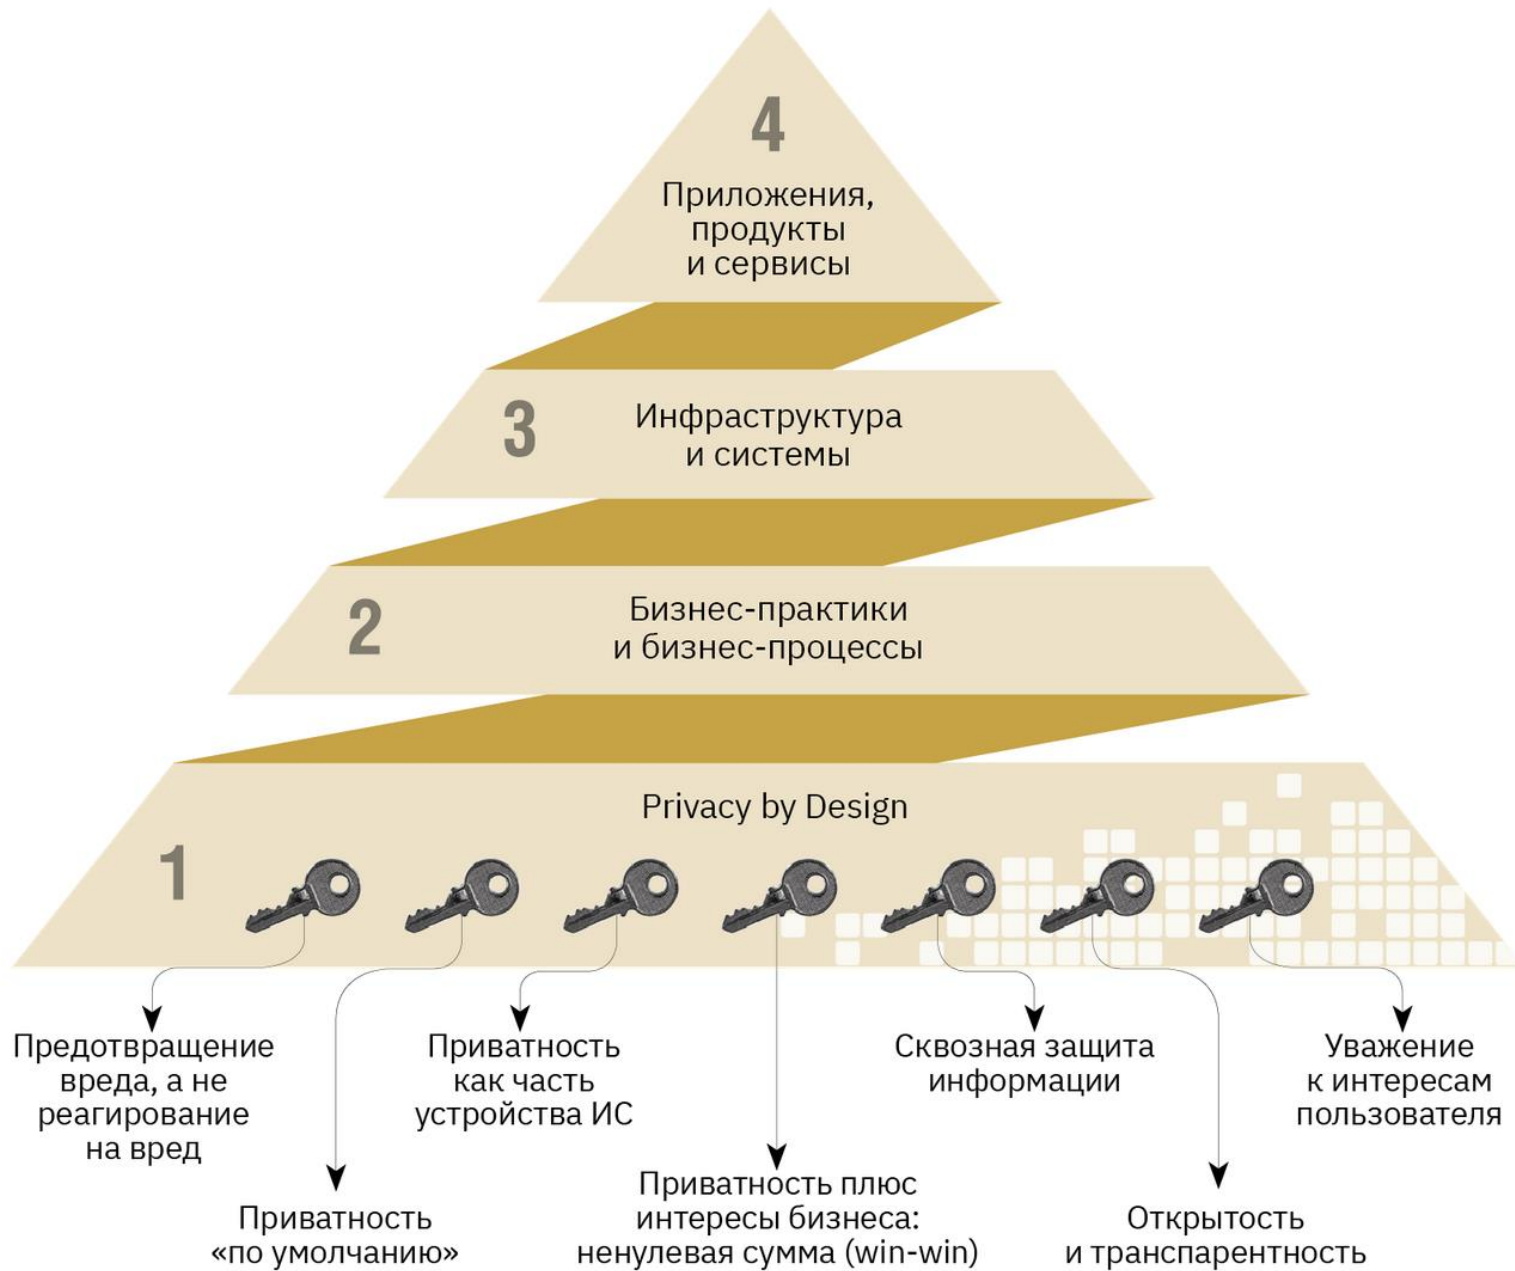 4
Приложения,
продукты
и сервисы
3
Инфраструктура
и системы
2
Бизнес-практики
и бизнес-процессы
Privacy by Design
1
Предотвращение
вреда, а не
реагирование
на вред
Приватность
«по умолчанию»
Приватность
как часть
устройства ИС
Приватность плюс
интересы бизнеса:
ненулевая сумма (win-win)
Сквозная защита
информации
Открытость
и транспарентность
Уважение
к интересам
пользователя